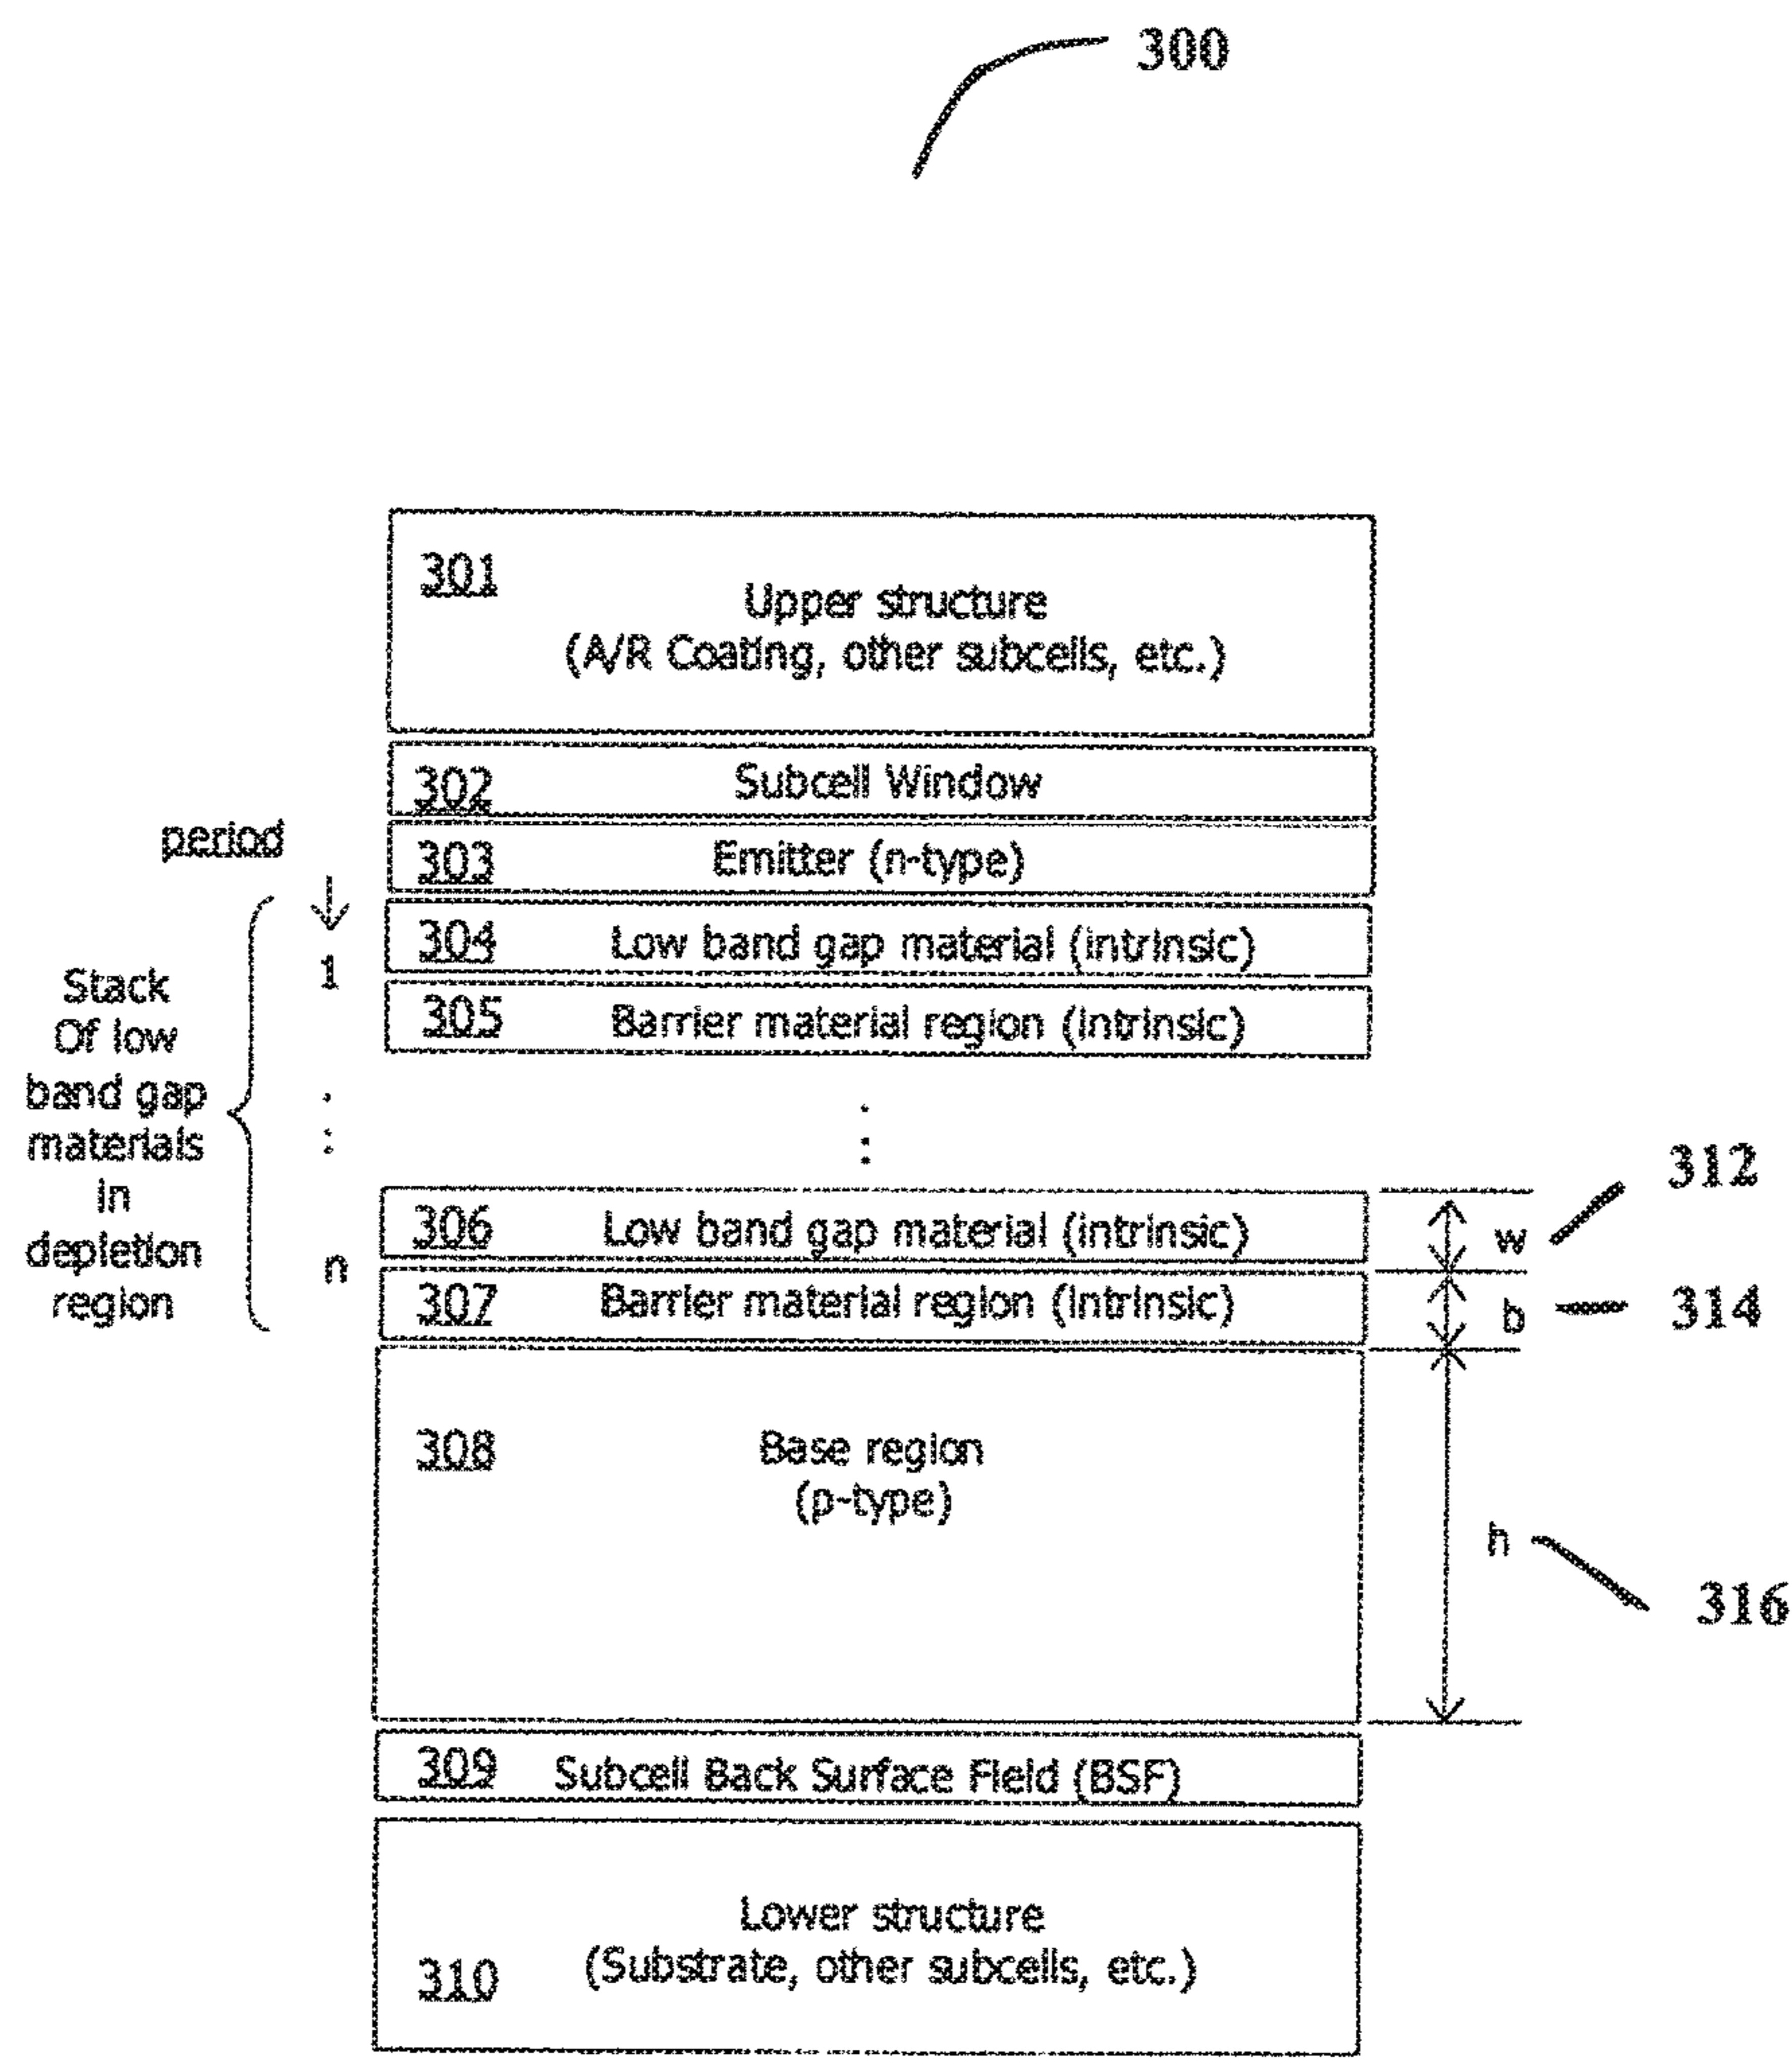 300
301
Upper structure
(A/R Coating, other subcells, etc.)
302 Subcell Window
period
303 Emitter (n-type)
304 Low band gap material (intrinsic)
1
305 Barrier material region (intrinsic)
Stack
Of low
band gap
materials
in
depletion
region
306 Low band gap material (intrinsic)
w
312
n
307 Barrier material region (intrinsic)
b
314
308 Base region
(p-type)
h
316
309 Subcell Back Surface Field (BSF)
Lower structure
(Substrate, other subcells, etc.)
310